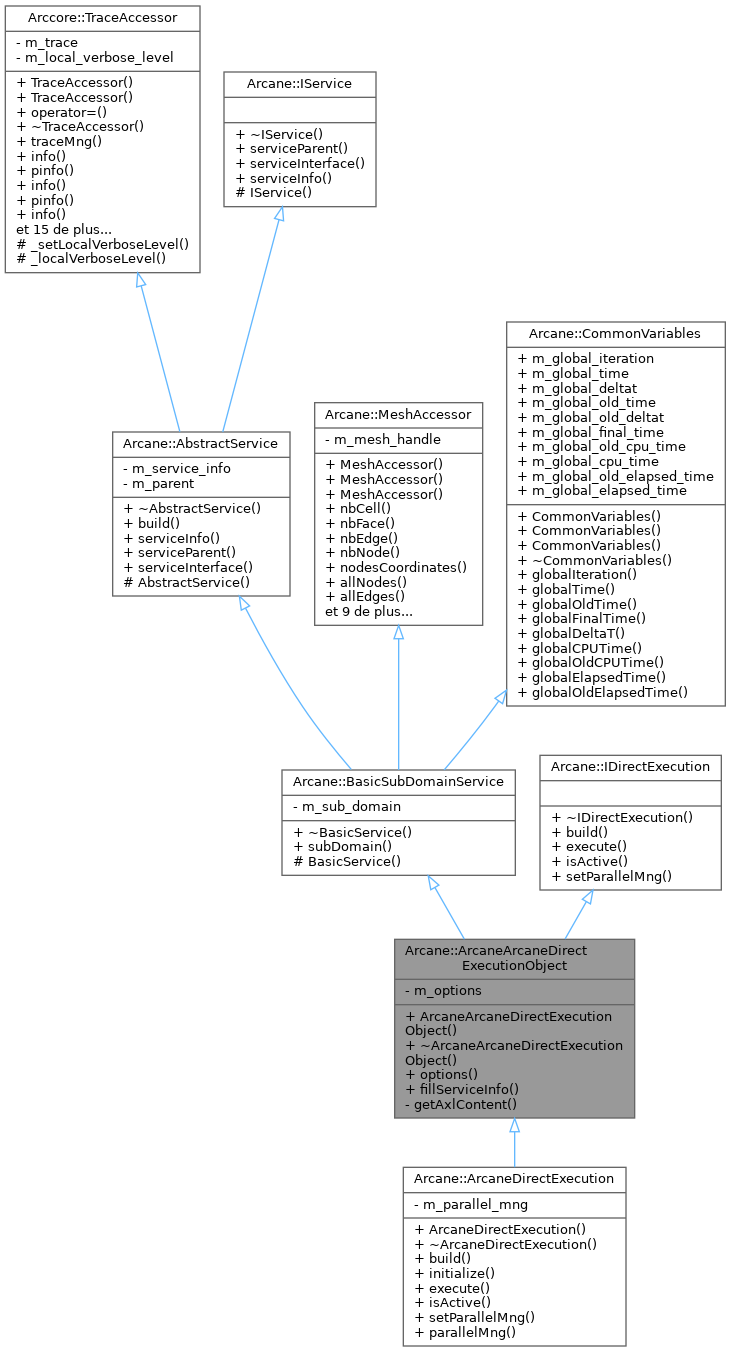 Arccore::TraceAccessor
- m_trace
- m_local_verbose_level
+ TraceAccessor()
+ TraceAccessor()
+ operator=()
+ ~TraceAccessor()
+ traceMng()
+ info()
+ pinfo()
+ info()
+ pinfo()
+ info()
et 15 de plus...
# _setLocalVerboseLevel()
# _localVerboseLevel()
Arcane::IService
+ ~IService()
+ serviceParent()
+ serviceInterface()
+ serviceInfo()
# IService()
Arcane::CommonVariables
+ m_global_iteration
+ m_global_time
+ m_global_deltat
+ m_global_old_time
+ m_global_old_deltat
+ m_global_final_time
+ m_global_old_cpu_time
+ m_global_cpu_time
+ m_global_old_elapsed_time
+ m_global_elapsed_time
+ CommonVariables()
+ CommonVariables()
+ CommonVariables()
+ ~CommonVariables()
+ globalIteration()
+ globalTime()
+ globalOldTime()
+ globalFinalTime()
+ globalDeltaT()
+ globalCPUTime()
+ globalOldCPUTime()
+ globalElapsedTime()
+ globalOldElapsedTime()
Arcane::MeshAccessor
- m_mesh_handle
+ MeshAccessor()
+ MeshAccessor()
+ MeshAccessor()
+ nbCell()
+ nbFace()
+ nbEdge()
+ nbNode()
+ nodesCoordinates()
+ allNodes()
+ allEdges()
et 9 de plus...
Arcane::AbstractService
- m_service_info
- m_parent
+ ~AbstractService()
+ build()
+ serviceInfo()
+ serviceParent()
+ serviceInterface()
# AbstractService()
Arcane::BasicSubDomainService
- m_sub_domain
+ ~BasicService()
+ subDomain()
# BasicService()
Arcane::IDirectExecution
+ ~IDirectExecution()
+ build()
+ execute()
+ isActive()
+ setParallelMng()
Arcane::ArcaneArcaneDirect
ExecutionObject
- m_options
+ ArcaneArcaneDirectExecution
Object()
+ ~ArcaneArcaneDirectExecution
Object()
+ options()
+ fillServiceInfo()
- getAxlContent()
Arcane::ArcaneDirectExecution
- m_parallel_mng
+ ArcaneDirectExecution()
+ ~ArcaneDirectExecution()
+ build()
+ initialize()
+ execute()
+ isActive()
+ setParallelMng()
+ parallelMng()